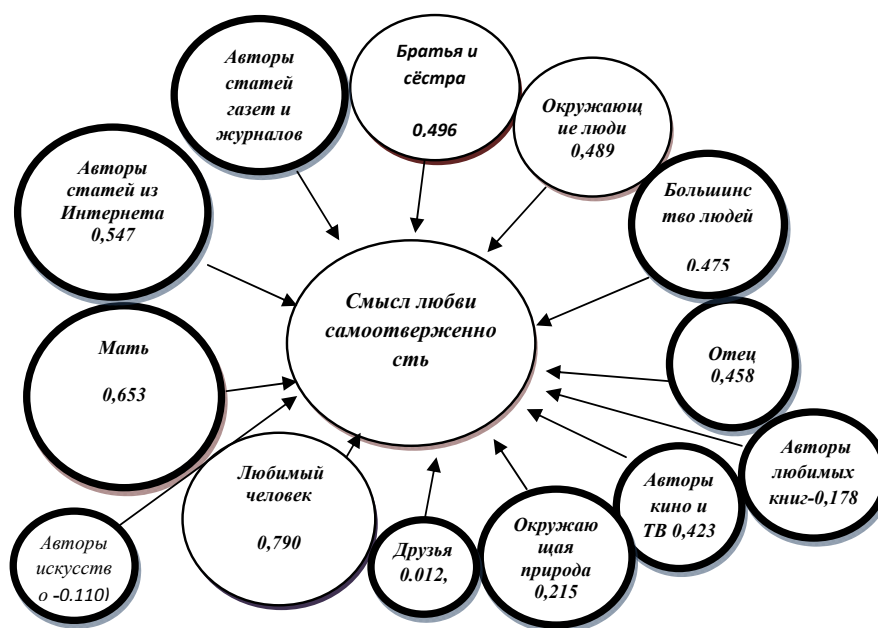 Братья и
сёстра
0,496
Авторы
статей
газет и
журналов
Окружающ
ие люди
0,489
Авторы
статей из
Интернета
0,547
Большинс
тво людей
0,475
Смысл любви
самоотверженно
сть
Мать
0,653
Отец
0,458
Любимый
человек
0,790
Авторы
любимых
книг-0,178
Авторы
кино и
ТВ 0,423
Окружаю
щая
природа
0,215
Друзья
0.012,
Авторы
искусств
о -0.110)